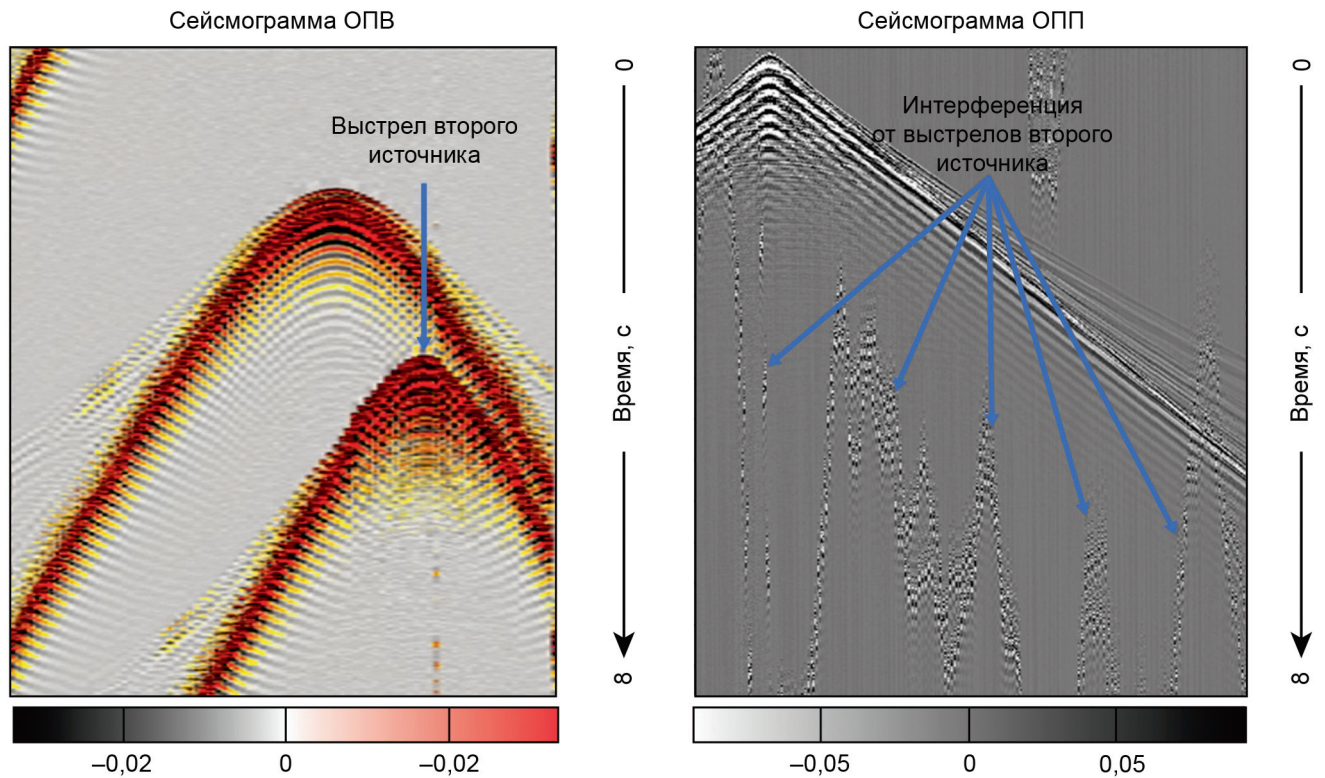 Сейсмограмма ОПВ
Выстрел второго
источника
0
Время, с
8
–0,02
0
–0,02
Сейсмограмма ОПП
Интерференция
от выстрелов второго
источника
0
Время, с
8
–0,05
0
0,05